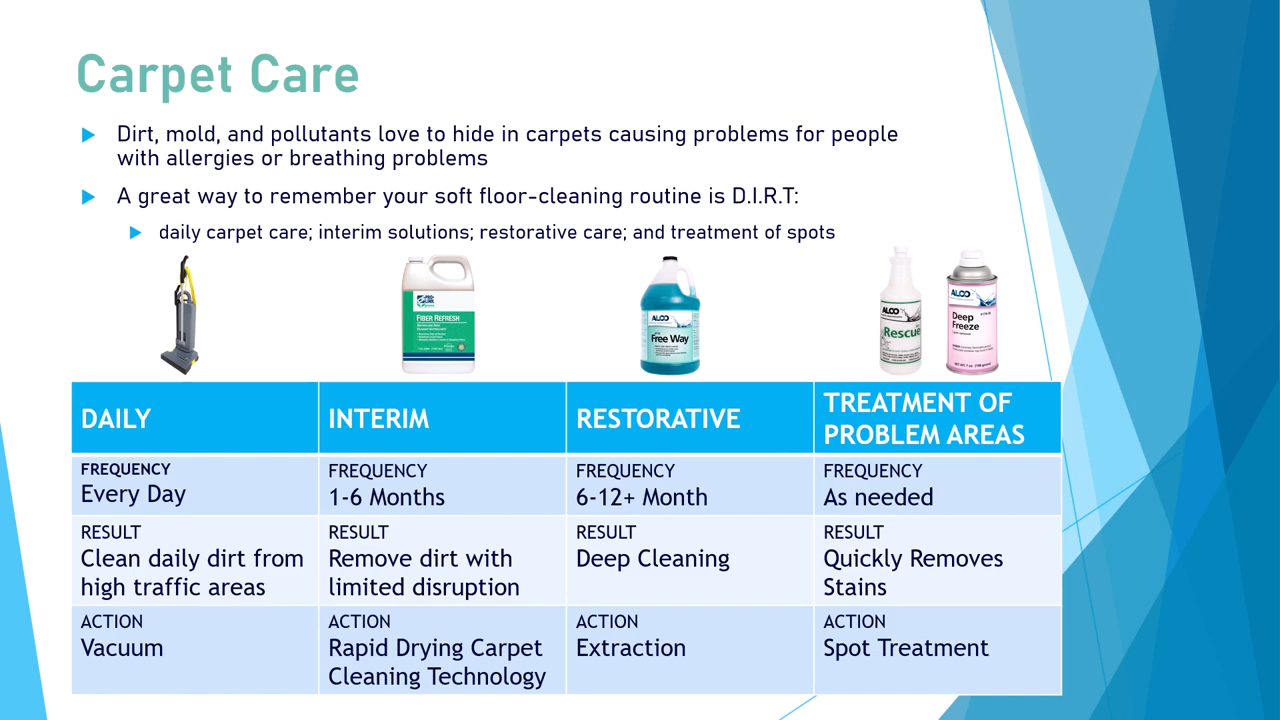 Carpet Care
Dirt, mold, and pollutants love to hide in carpets causing problems for people
with allergies or breathing problems
A great way to remember your soft floor-cleaning routine is D.I.R.T:
daily carpet care; interim solutions; restorative care; and treatment of spots
FIBER REFRESH
ALCO
Free Way
ALCO
Rescue
ALCO
Deep
Freeze
DAILY
INTERIM
RESTORATIVE
TREATMENT OF
PROBLEM AREAS
FREQUENCY
Every Day
FREQUENCY
1-6 Months
FREQUENCY
6-12+ Month
FREQUENCY
As needed
RESULT
Clean daily dirt from
high traffic areas
RESULT
Remove dirt with
limited disruption
RESULT
Deep Cleaning
RESULT
Quickly Removes
Stains
ACTION
Vacuum
ACTION
Rapid Drying Carpet
Cleaning Technology
ACTION
Extraction
ACTION
Spot Treatment